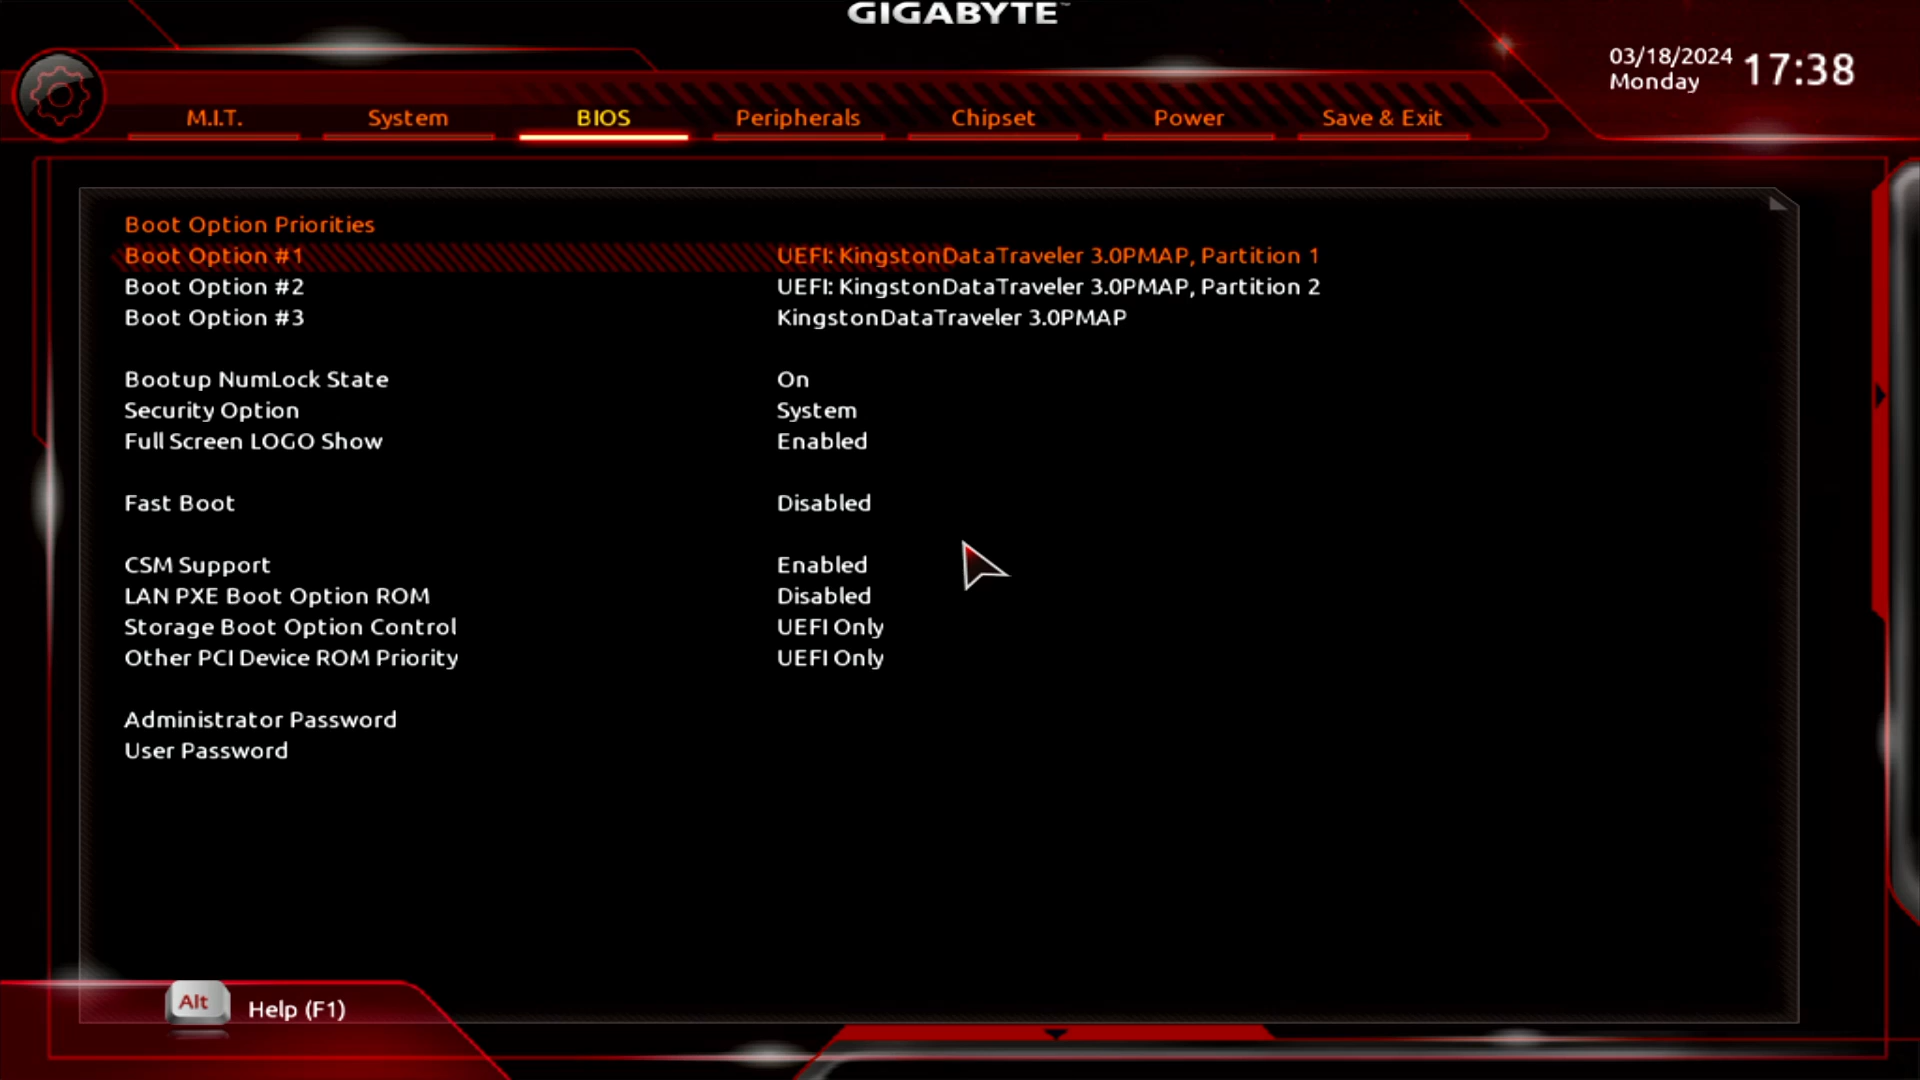 GIGABYTE™
03/18/2024
Monday
17:38
M.I.T. System BIOS Peripherals Chipset Power Save & Exit
Boot Option Priorities
Boot Option #1 UEFI: KingstonDataTraveler 3.0PMAP, Partition 1
Boot Option #2 UEFI: KingstonDataTraveler 3.0PMAP, Partition 2
Boot Option #3 KingstonDataTraveler 3.0PMAP
Bootup NumLock State On
Security Option System
Full Screen LOGO Show Enabled
Fast Boot Disabled
CSM Support Enabled
LAN PXE Boot Option ROM Disabled
Storage Boot Option Control UEFI Only
Other PCI Device ROM Priority UEFI Only
Administrator Password
User Password
Alt Help (F1)